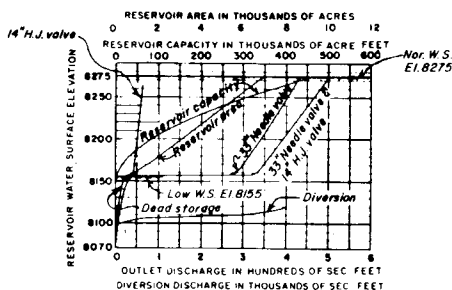 RESERVOIR AREA IN THOUSANDS OF ACRES
0 2 4 6 8 10 12
14" H.J. valve
RESERVOIR CAPACITY IN THOUSANDS OF ACRE FEET
0 100 200 300 400 500 600
Nor. W.S.
El. 8275
8275
8250
8200
8150
8100
8070
RESERVOIR WATER SURFACE ELEVATION
Reservoir capacity
Reservoir area
33" Needle valve
33" Needle valve &
14" H.J. valve
Low W.S. El. 8155
Diversion
Dead storage
0 1 2 3 4 5 6
OUTLET DISCHARGE IN HUNDREDS OF SEC FEET
DIVERSION DISCHARGE IN THOUSANDS OF SEC FEET